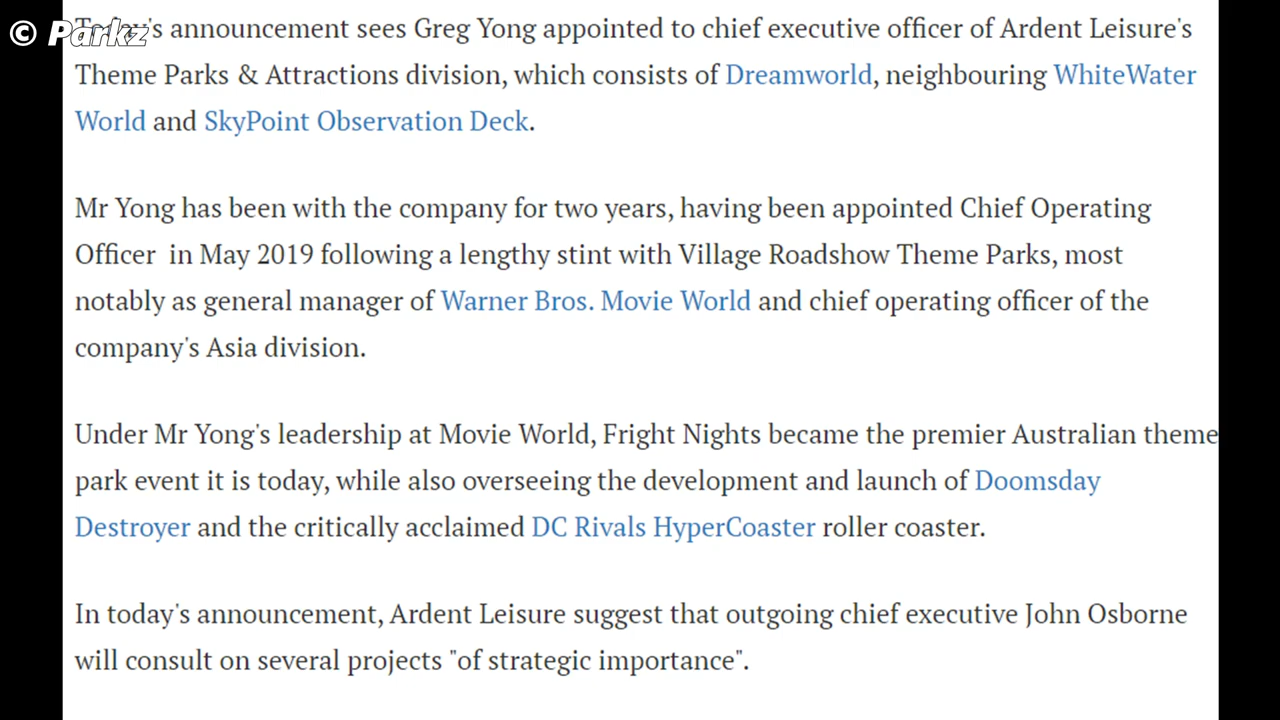 © Parkz
Today's announcement sees Greg Yong appointed to chief executive officer of Ardent Leisure's
Theme Parks & Attractions division, which consists of Dreamworld, neighbouring WhiteWater
World and SkyPoint Observation Deck.
Mr Yong has been with the company for two years, having been appointed Chief Operating
Officer in May 2019 following a lengthy stint with Village Roadshow Theme Parks, most
notably as general manager of Warner Bros. Movie World and chief operating officer of the
company's Asia division.
Under Mr Yong's leadership at Movie World, Fright Nights became the premier Australian theme
park event it is today, while also overseeing the development and launch of Doomsday
Destroyer and the critically acclaimed DC Rivals HyperCoaster roller coaster.
In today's announcement, Ardent Leisure suggest that outgoing chief executive John Osborne
will consult on several projects "of strategic importance".